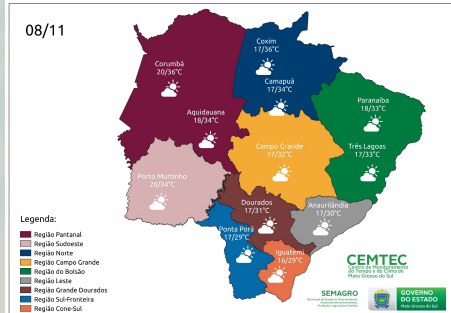 08/11
Coxim
17/36°C
Corumbá
20/36°C
Camapuã
17/34°C
Paranaíba
18/33°C
Aquidauana
18/34°C
Três Lagoas
17/33°C
Campo Grande
17/32°C
Porto Murtinho
20/34°C
Dourados
17/31°C
Anaurilândia
17/30°C
Ponta Porã
17/29°C
Iguatemi
16/29°C
Legenda:
Região Pantanal
Região Sudoeste
Região Norte
Região Campo Grande
Região do Bolsão
Região Leste
Região Grande Dourados
Região Sul-Fronteira
Região Cone-Sul
CEMTEC
Centro de Monitoramento
do Tempo e do Clima de
Mato Grosso do Sul
SEMAGRO
GOVERNO
DO ESTADO
Mato Grosso do Sul